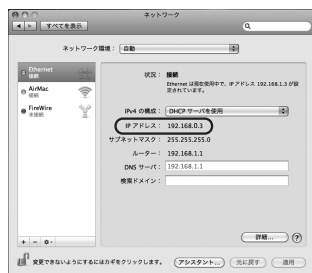 ネットワーク
すべてを表示
ネットワーク環境： 自動
Ethernet
接続
AirMac
接続
FireWire
未接続
状況： 接続
Ethernet は現在使用中で、IP アドレス 192.168.1.3 が設定されています。
IPv4 の構成： DHCP サーバを使用
IP アドレス： 192.168.0.3
サブネットマスク： 255.255.255.0
ルーター： 192.168.1.1
DNS サーバ： 192.168.1.1
検索ドメイン：
詳細... ?
変更できないようにするにはカギをクリックします。
アシスタント... 元に戻す 適用